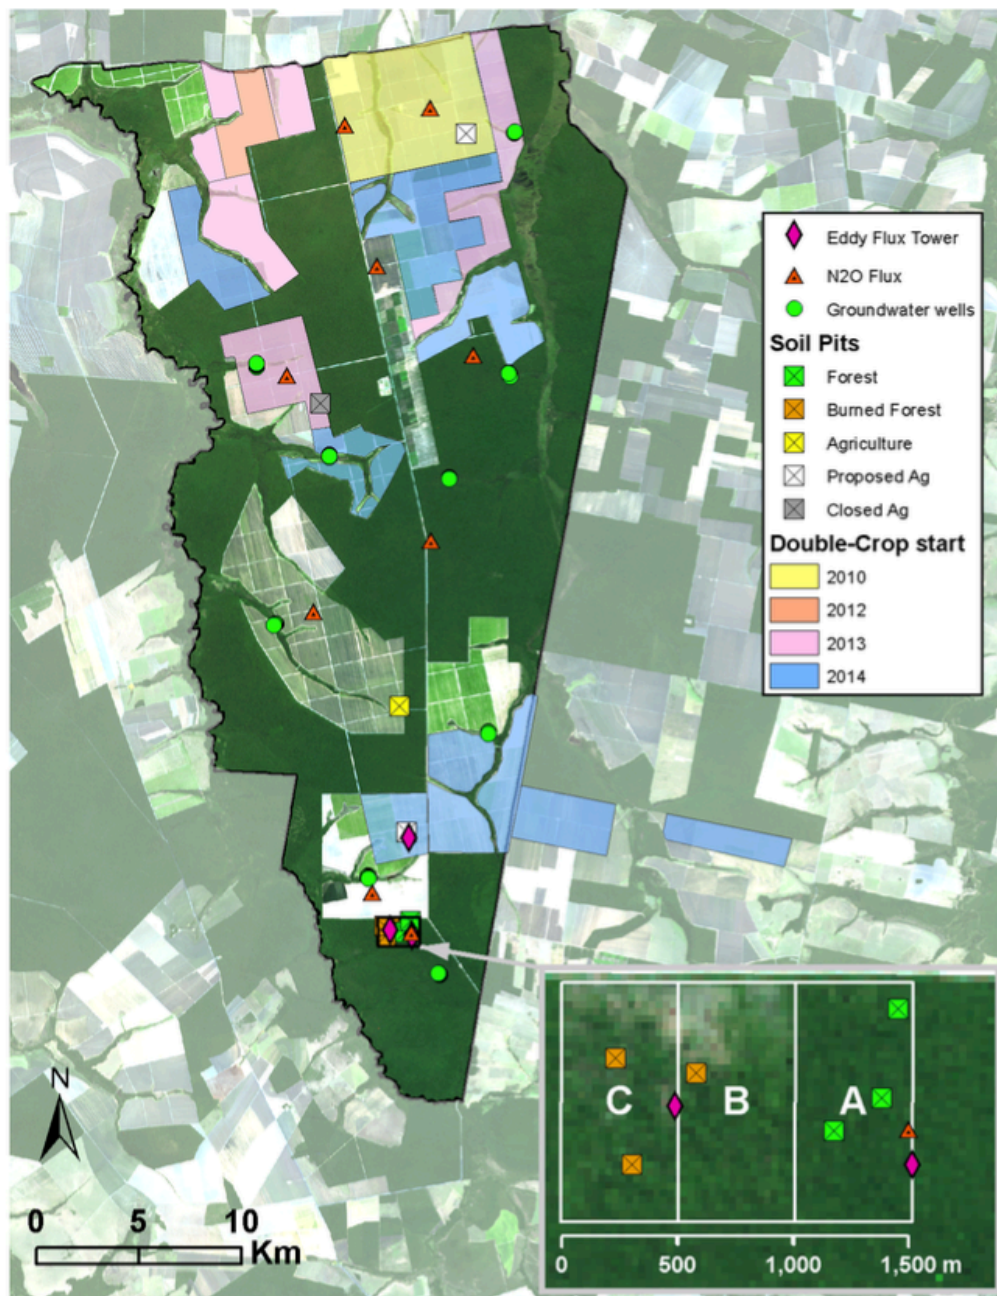 Eddy Flux Tower
N2O Flux
Groundwater wells
Soil Pits
Forest
Burned Forest
Agriculture
Proposed Ag
Closed Ag
Double-Crop start
2010
2012
2013
2014
N
0 5 10
Km
C B A
0 500 1,000 1,500 m